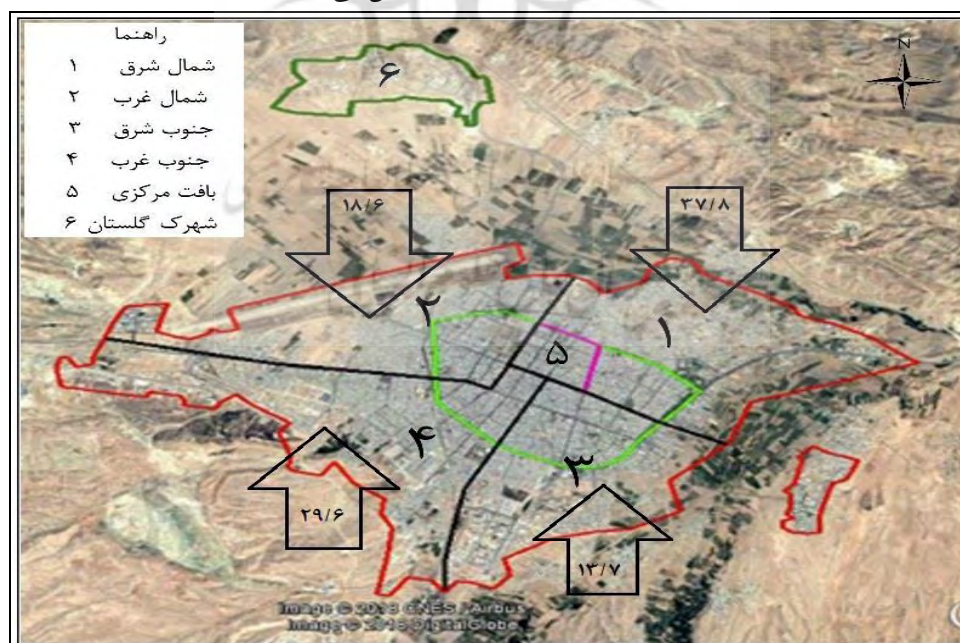 راهنما
شمال شرق ۱
شمال غرب ۲
جنوب شرق ۳
جنوب غرب ۴
بافت مرکزی ۵
شهرک گلستان ۶
N
۶
۱۸/۶
۳۷/۸
۲
۱
۵
۴
۳
۲۹/۶
۱۳/۷
Image © 2018 CNES / Airbus
Image © 2018 DigitalGlobe